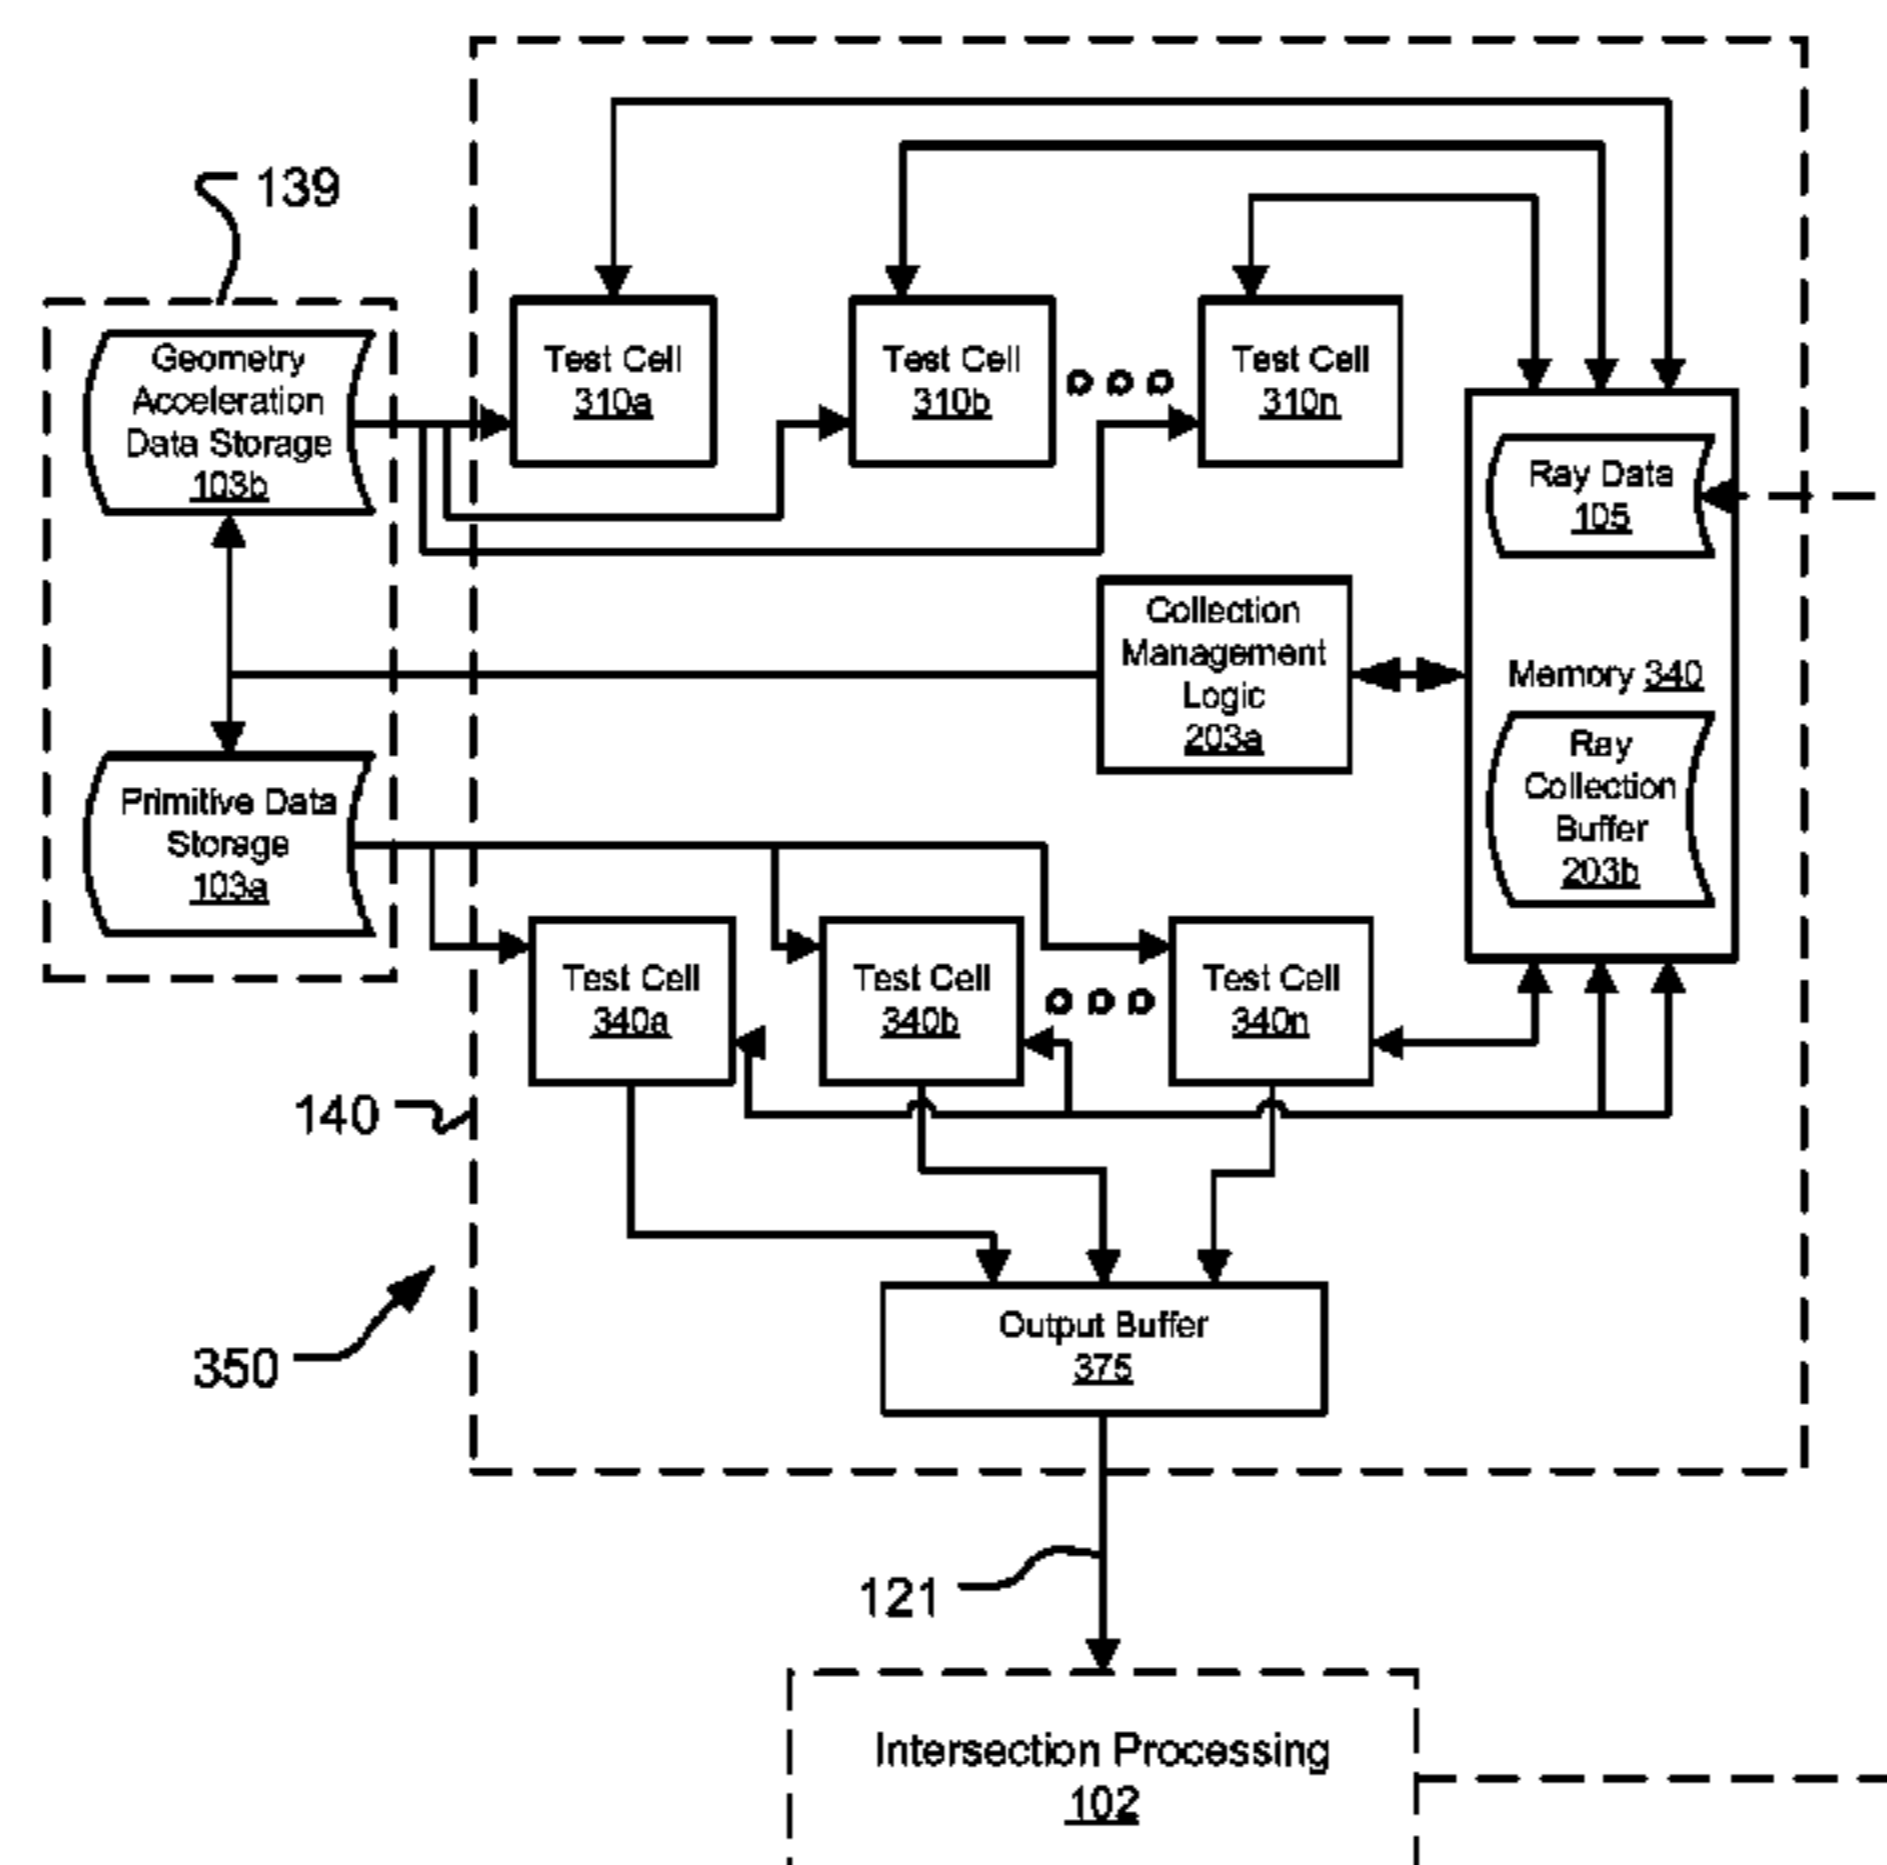 139
Geometry
Acceleration
Data Storage
103b
Test Cell
310a
Test Cell
310b
Test Cell
310n
Ray Data
105
Collection
Management
Logic
203a
Memory 340
Ray
Collection
Buffer
203b
Primitive Data
Storage
103a
Test Cell
340a
Test Cell
340b
Test Cell
340n
140
350
Output Buffer
375
121
Intersection Processing
102